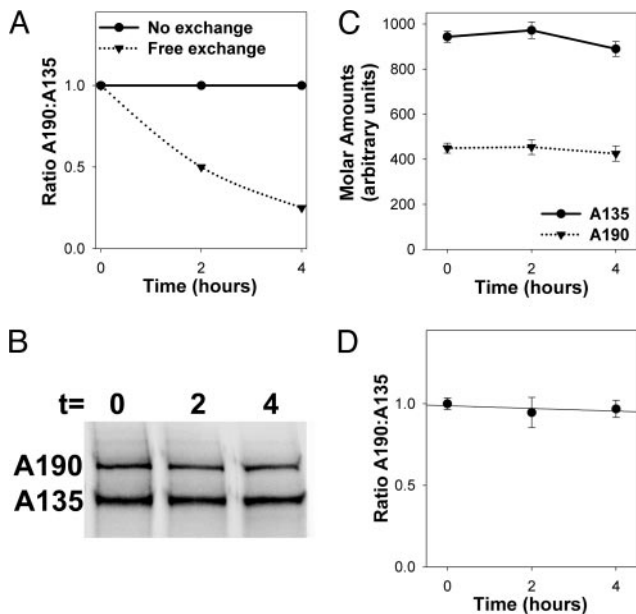 A
No exchange
Free exchange
Ratio A190:A135
1.0
0.5
0.0
0 2 4
Time (hours)
B
t= 0 2 4
A190
A135
C
Molar Amounts
(arbitrary units)
1000
800
600
400
200
0
A135
A190
0 2 4
Time (hours)
D
Ratio A190:A135
1.0
0.5
0.0
0 2 4
Time (hours)